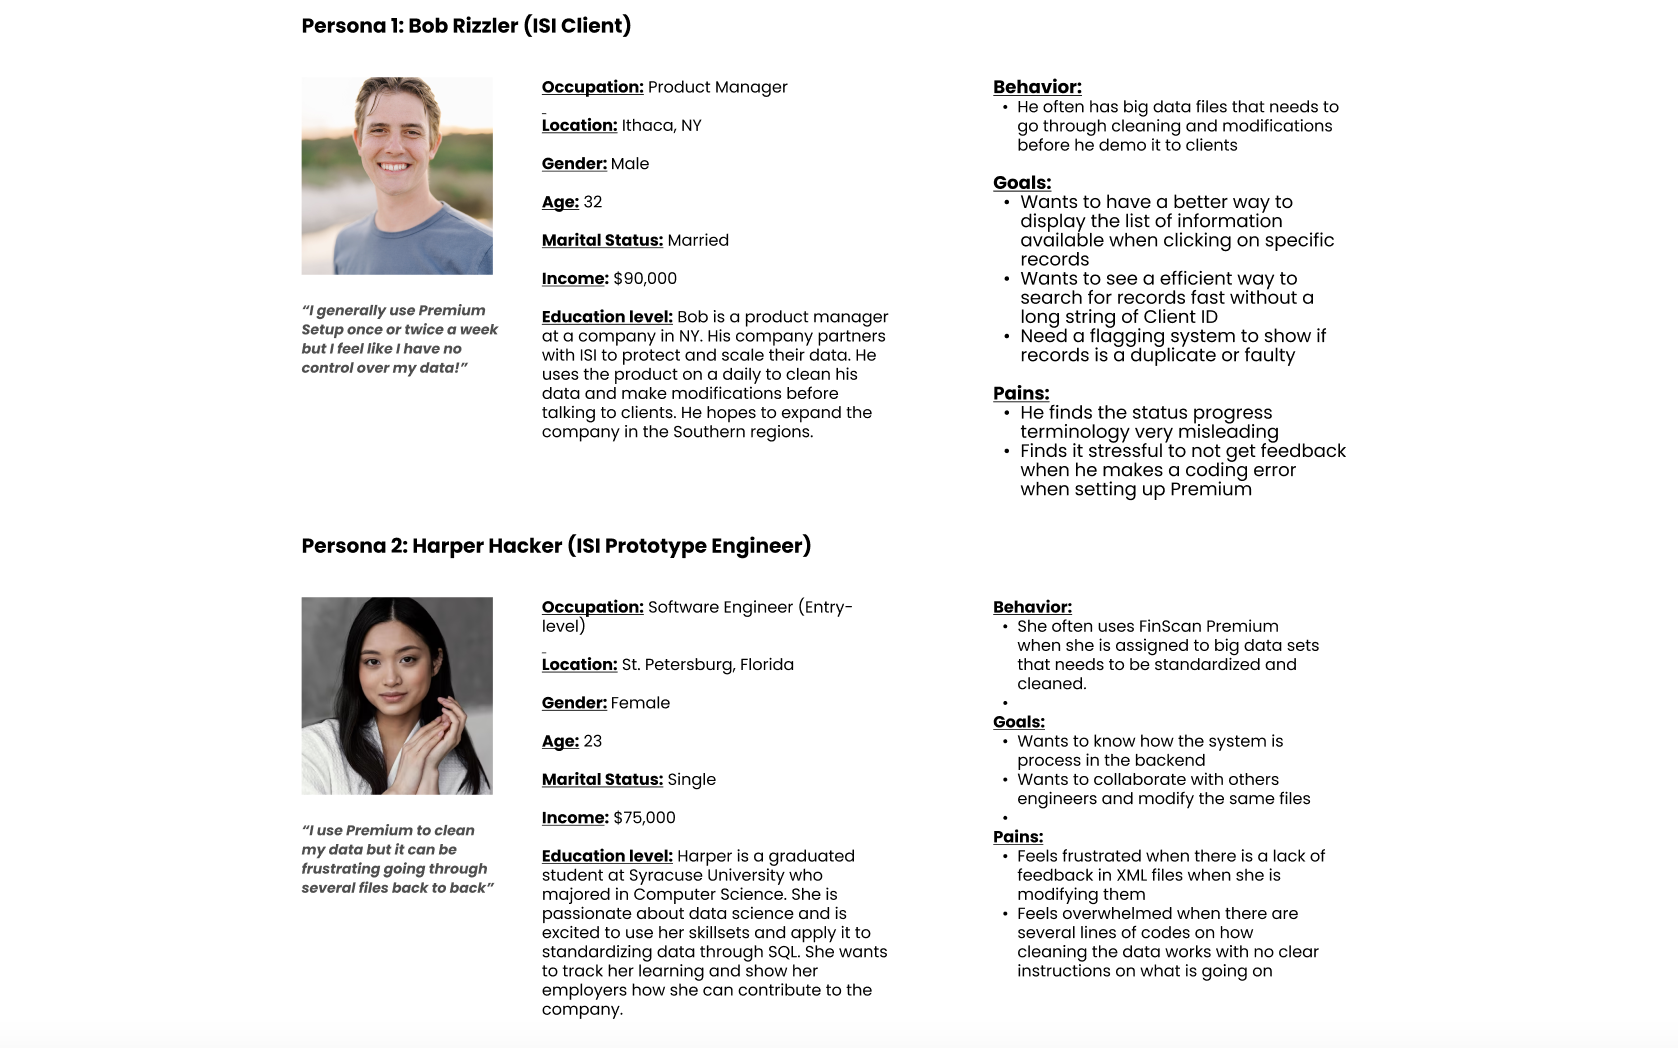 Persona 1: Bob Rizzler (ISI Client)
“I generally use Premium
Setup once or twice a week
but I feel like I have no
control over my data!”
Occupation: Product Manager
Location: Ithaca, NY
Gender: Male
Age: 32
Marital Status: Married
Income: $90,000
Education level: Bob is a product manager
at a company in NY. His company partners
with ISI to protect and scale their data. He
uses the product on a daily to clean his
data and make modifications before
talking to clients. He hopes to expand the
company in the Southern regions.
Behavior:
• He often has big data files that needs to
go through cleaning and modifications
before he demo it to clients
Goals:
• Wants to have a better way to
display the list of information
available when clicking on specific
records
• Wants to see a efficient way to
search for records fast without a
long string of Client ID
• Need a flagging system to show if
records is a duplicate or faulty
Pains:
• He finds the status progress
terminology very misleading
• Finds it stressful to not get feedback
when he makes a coding error
when setting up Premium
Persona 2: Harper Hacker (ISI Prototype Engineer)
“I use Premium to clean
my data but it can be
frustrating going through
several files back to back”
Occupation: Software Engineer (Entry-
level)
Location: St. Petersburg, Florida
Gender: Female
Age: 23
Marital Status: Single
Income: $75,000
Education level: Harper is a graduated
student at Syracuse University who
majored in Computer Science. She is
passionate about data science and is
excited to use her skillsets and apply it to
standardizing data through SQL. She wants
to track her learning and show her
employers how she can contribute to the
company.
Behavior:
• She often uses FinScan Premium
when she is assigned to big data sets
that needs to be standardized and
cleaned.
•
Goals:
• Wants to know how the system is
process in the backend
• Wants to collaborate with others
engineers and modify the same files
•
Pains:
• Feels frustrated when there is a lack of
feedback in XML files when she is
modifying them
• Feels overwhelmed when there are
several lines of codes on how
cleaning the data works with no clear
instructions on what is going on